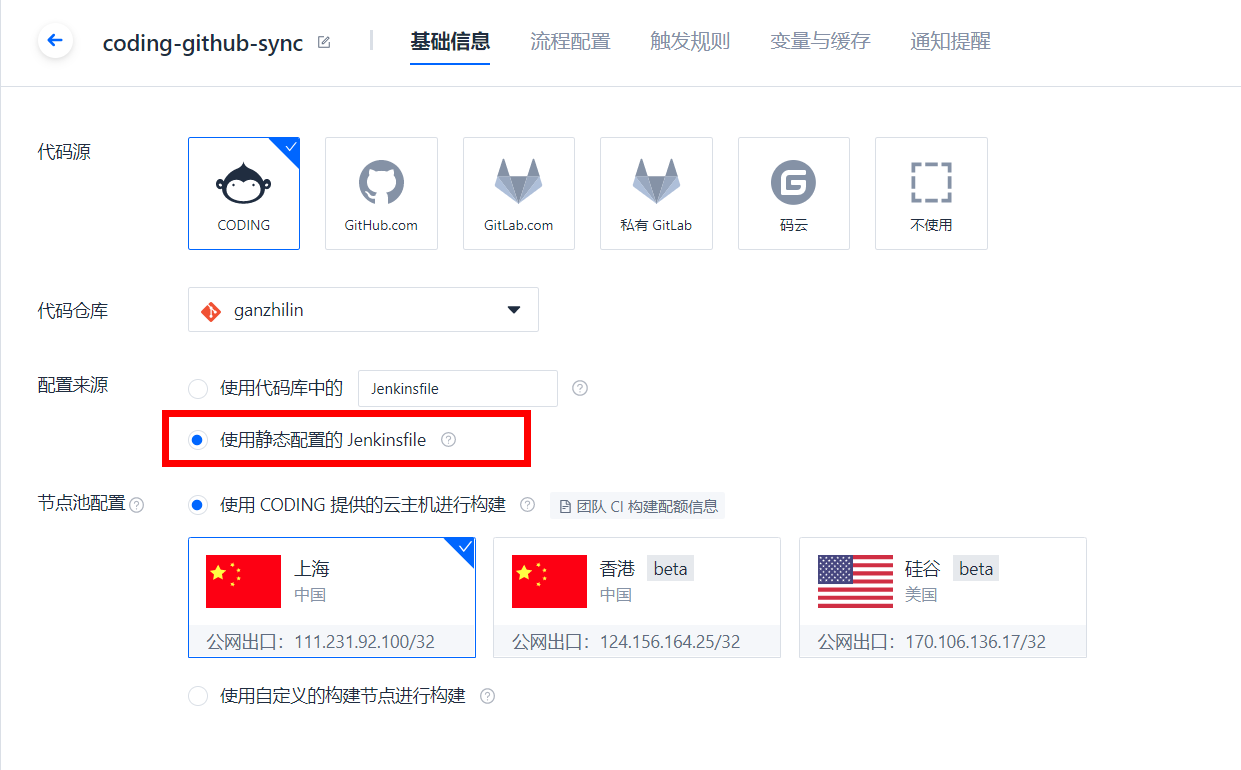 coding-github-sync 基础信息 流程配置 触发规则 变量与缓存 通知提醒
代码源
CODING GitHub.com GitLab.com 私有 GitLab 码云 不使用
代码仓库 ganzhilin
配置来源 使用代码库中的 Jenkinsfile ?
使用静态配置的 Jenkinsfile ?
节点池配置 ? 使用 CODING 提供的云主机进行构建 ? 团队 CI 构建配额信息
上海 香港 beta 硅谷 beta
中国 中国 美国
公网出口：111.231.92.100/32 公网出口：124.156.164.25/32 公网出口：170.106.136.17/32
使用自定义的构建节点进行构建 ?